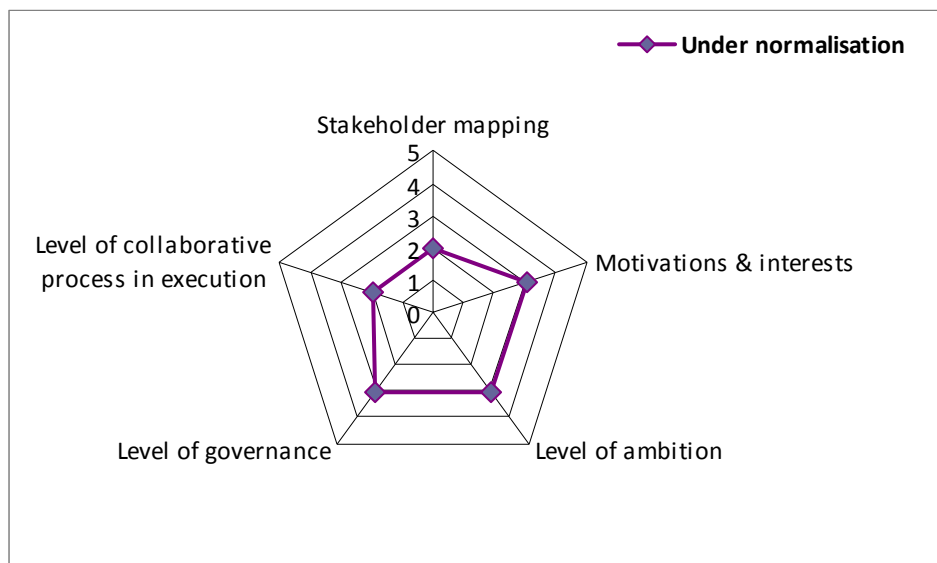 Under normalisation
Stakeholder mapping
5
4
3
2
1
0
Level of collaborative
process in execution
Motivations & interests
Level of governance
Level of ambition